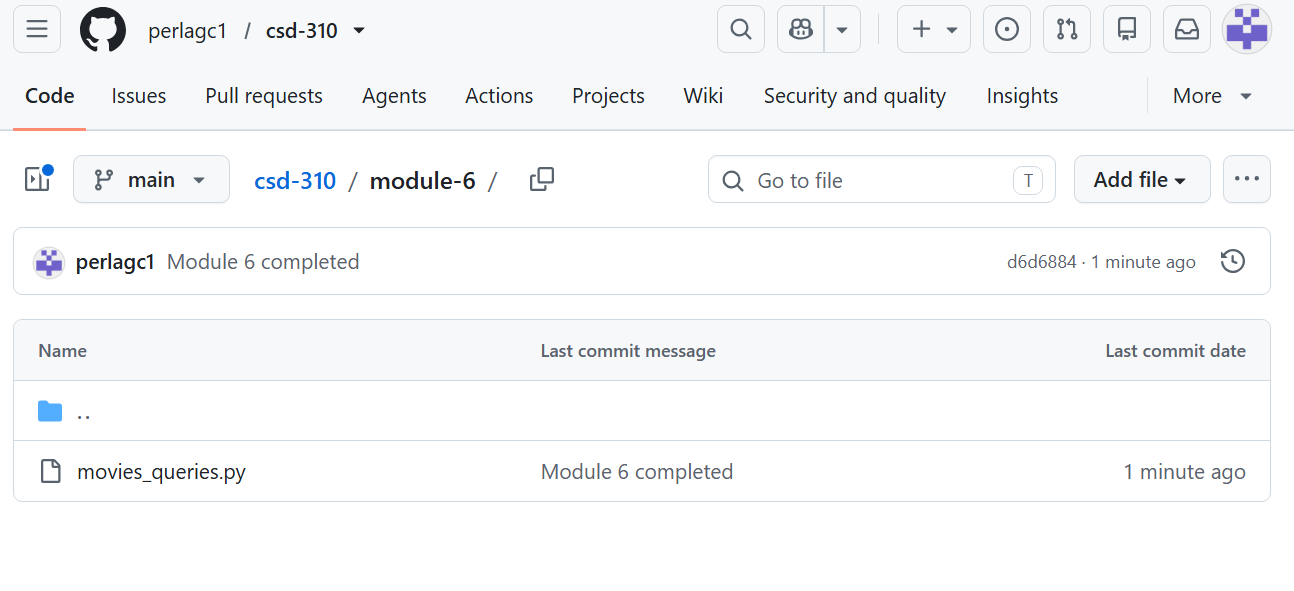 perlagc1 / csd-310
Code Issues Pull requests Agents Actions Projects Wiki Security and quality Insights More
main csd-310 / module-6 / Go to file T Add file ...
perlagc1 Module 6 completed d6d6884 · 1 minute ago
Name Last commit message Last commit date
..
movies_queries.py Module 6 completed 1 minute ago